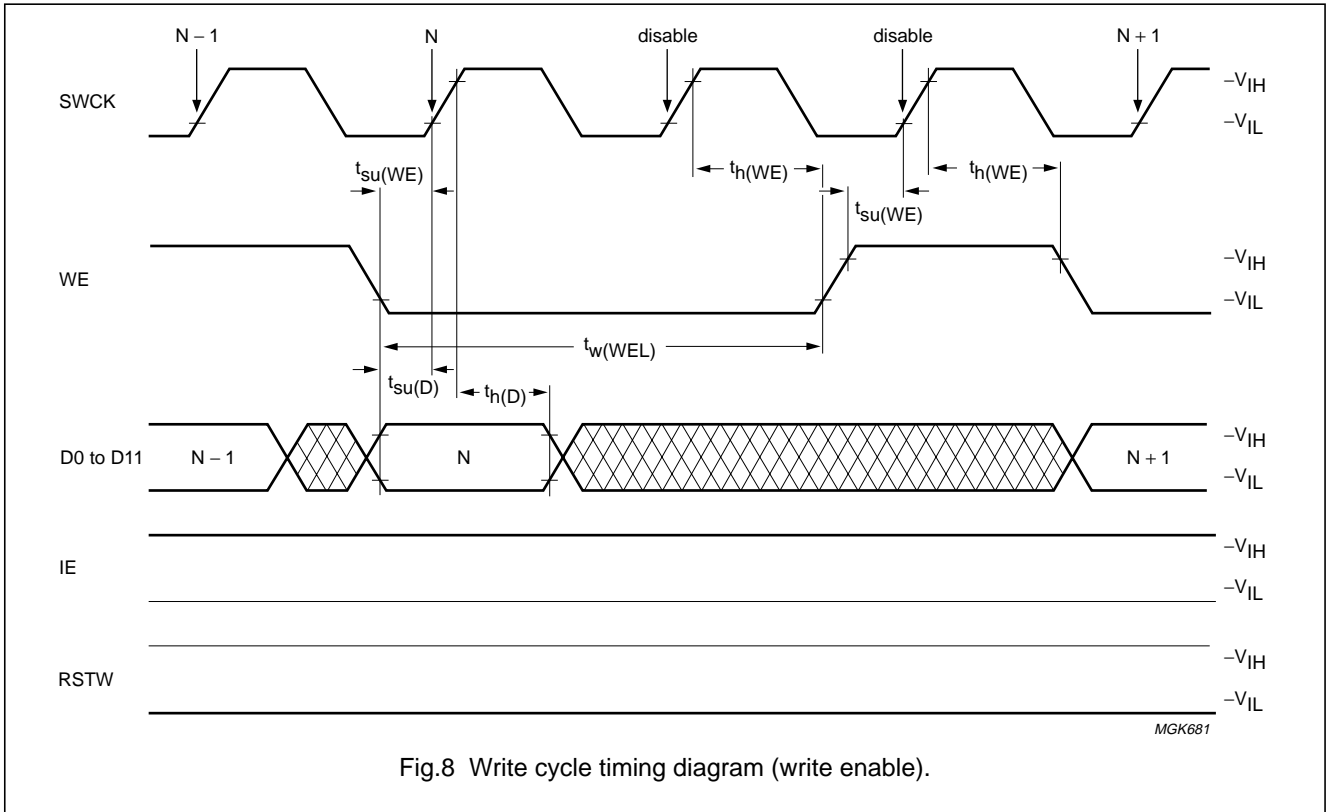 N – 1 N disable disable N + 1
SWCK
–VIH
–VIL
tsu(WE) th(WE) th(WE)
tsu(WE)
WE
–VIH
–VIL
tw(WEL)
tsu(D) th(D)
D0 to D11 N – 1 N N + 1
–VIH
–VIL
IE
–VIH
–VIL
RSTW
–VIH
–VIL
MGK681
Fig.8 Write cycle timing diagram (write enable).